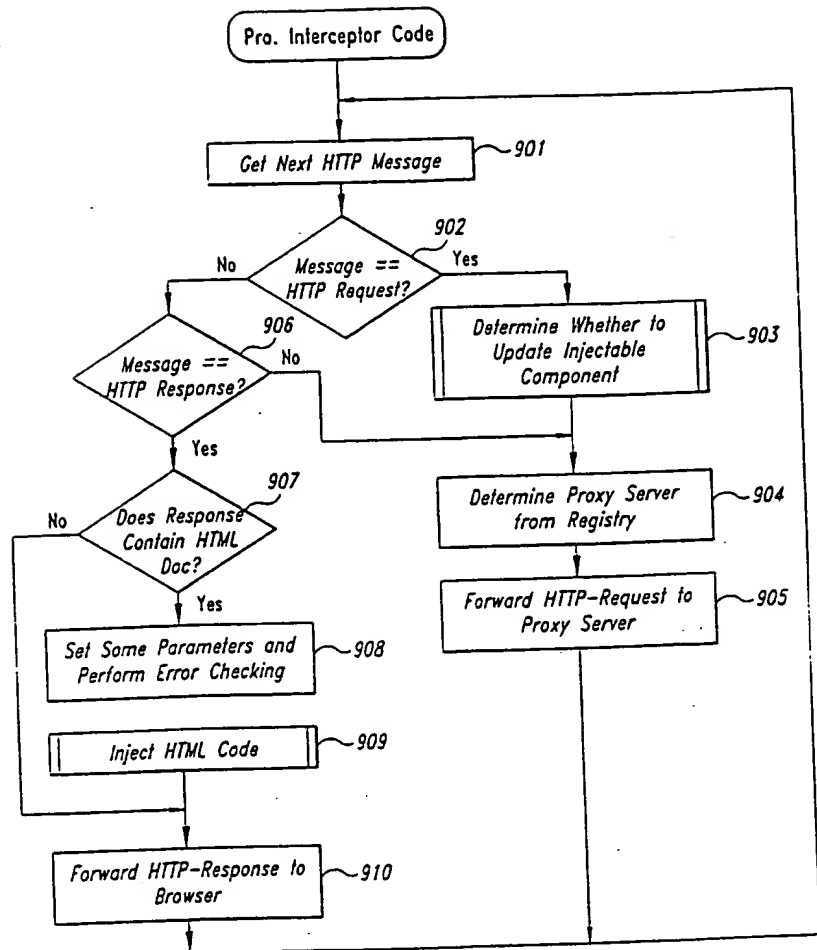 Pro. Interceptor Code
Get Next HTTP Message
901
902
No
Message ==
HTTP Request?
Yes
906
Message ==
HTTP Response?
No
Determine Whether to
Update Injectable
Component
903
Yes
907
No
Does Response
Contain HTML
Doc?
Determine Proxy Server
from Registry
904
Yes
Forward HTTP-Request to
Proxy Server
905
Set Some Parameters and
Perform Error Checking
908
Inject HTML Code
909
Forward HTTP-Response to
Browser
910